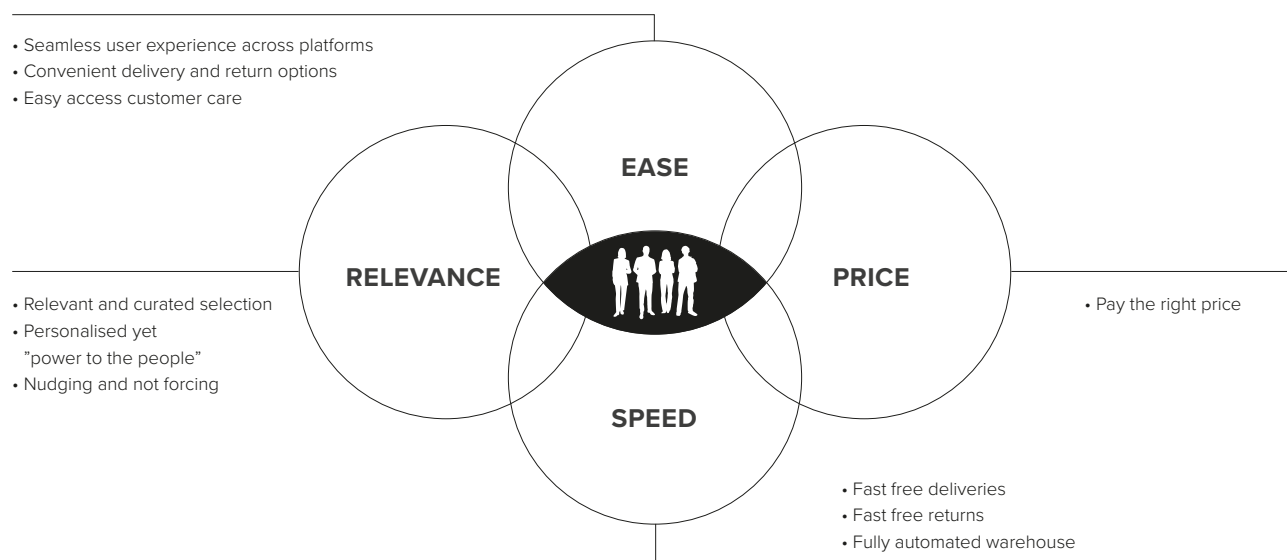 • Seamless user experience across platforms
• Convenient delivery and return options
• Easy access customer care
EASE
RELEVANCE
PRICE
• Relevant and curated selection
• Personalised yet
”power to the people”
• Nudging and not forcing
• Pay the right price
SPEED
• Fast free deliveries
• Fast free returns
• Fully automated warehouse